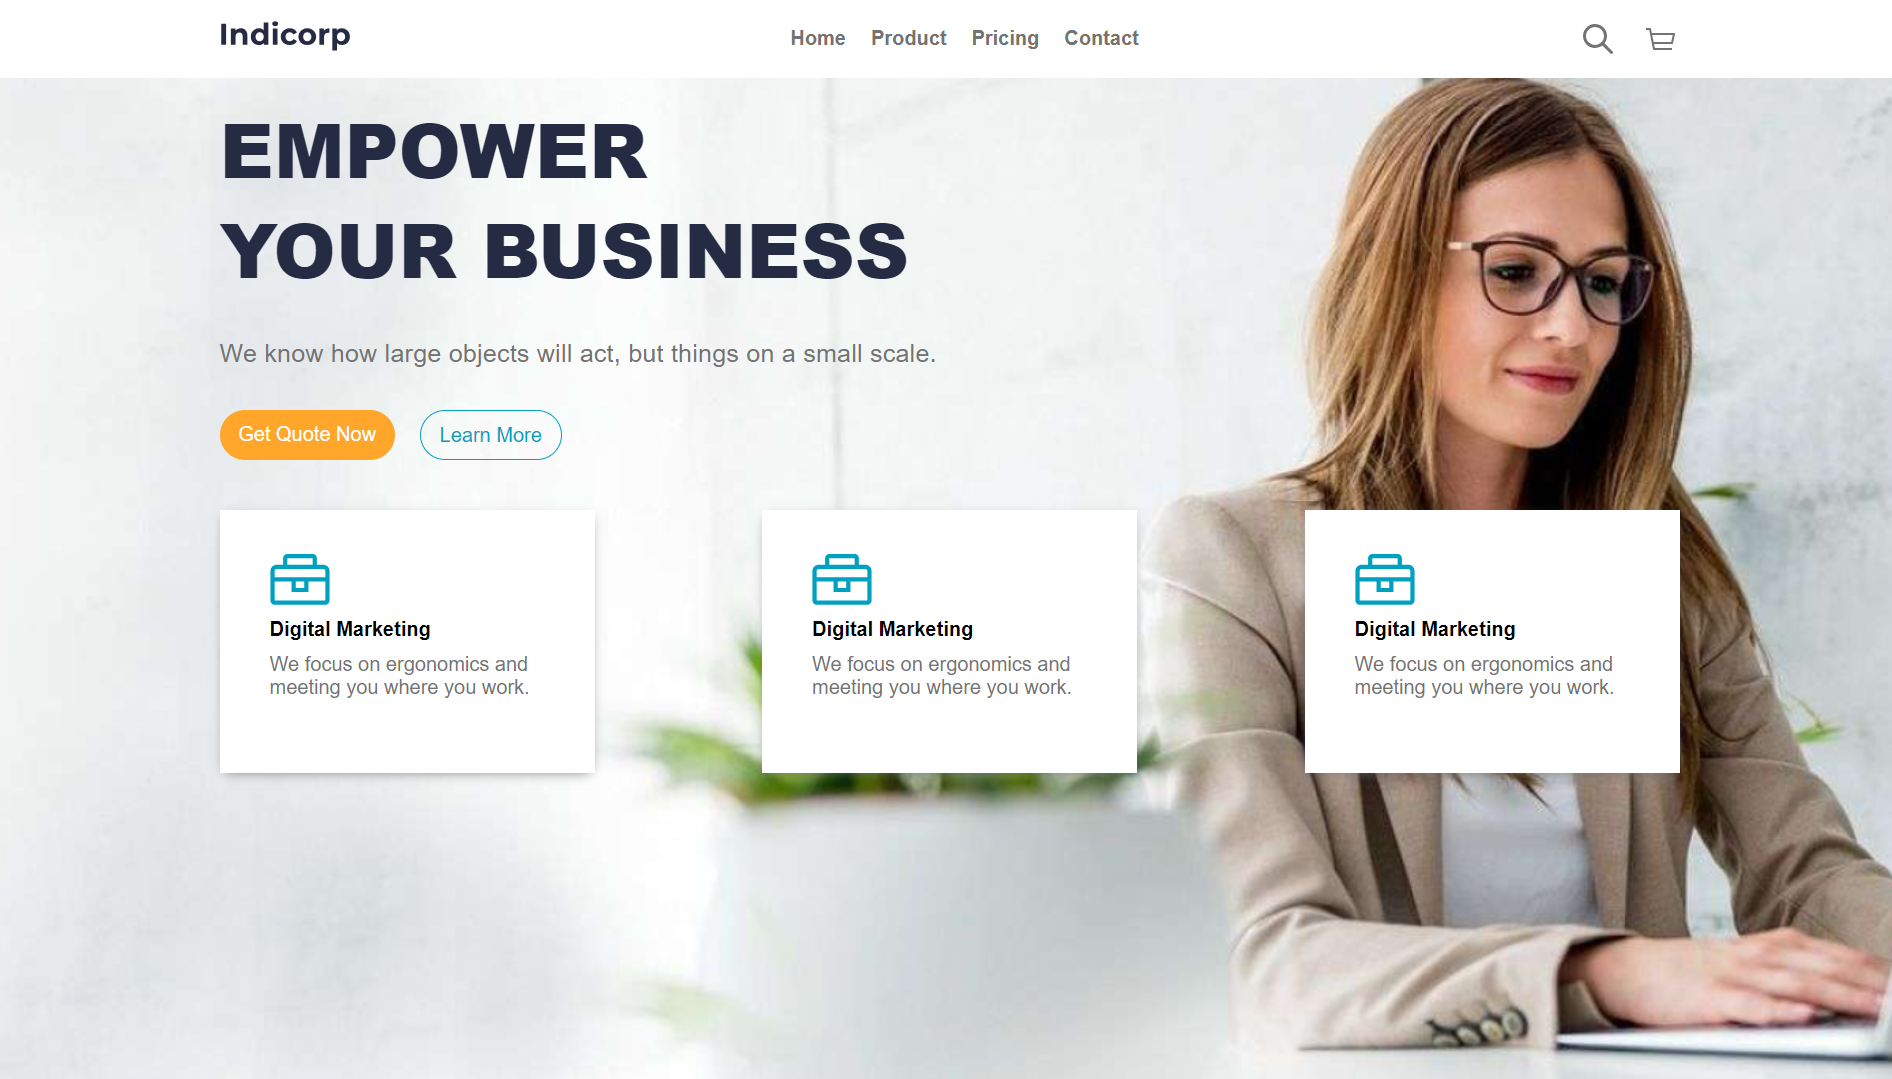 Indicorp
Home Product Pricing Contact
EMPOWER
YOUR BUSINESS
We know how large objects will act, but things on a small scale.
Get Quote Now Learn More
Digital Marketing
We focus on ergonomics and
meeting you where you work.
Digital Marketing
We focus on ergonomics and
meeting you where you work.
Digital Marketing
We focus on ergonomics and
meeting you where you work.